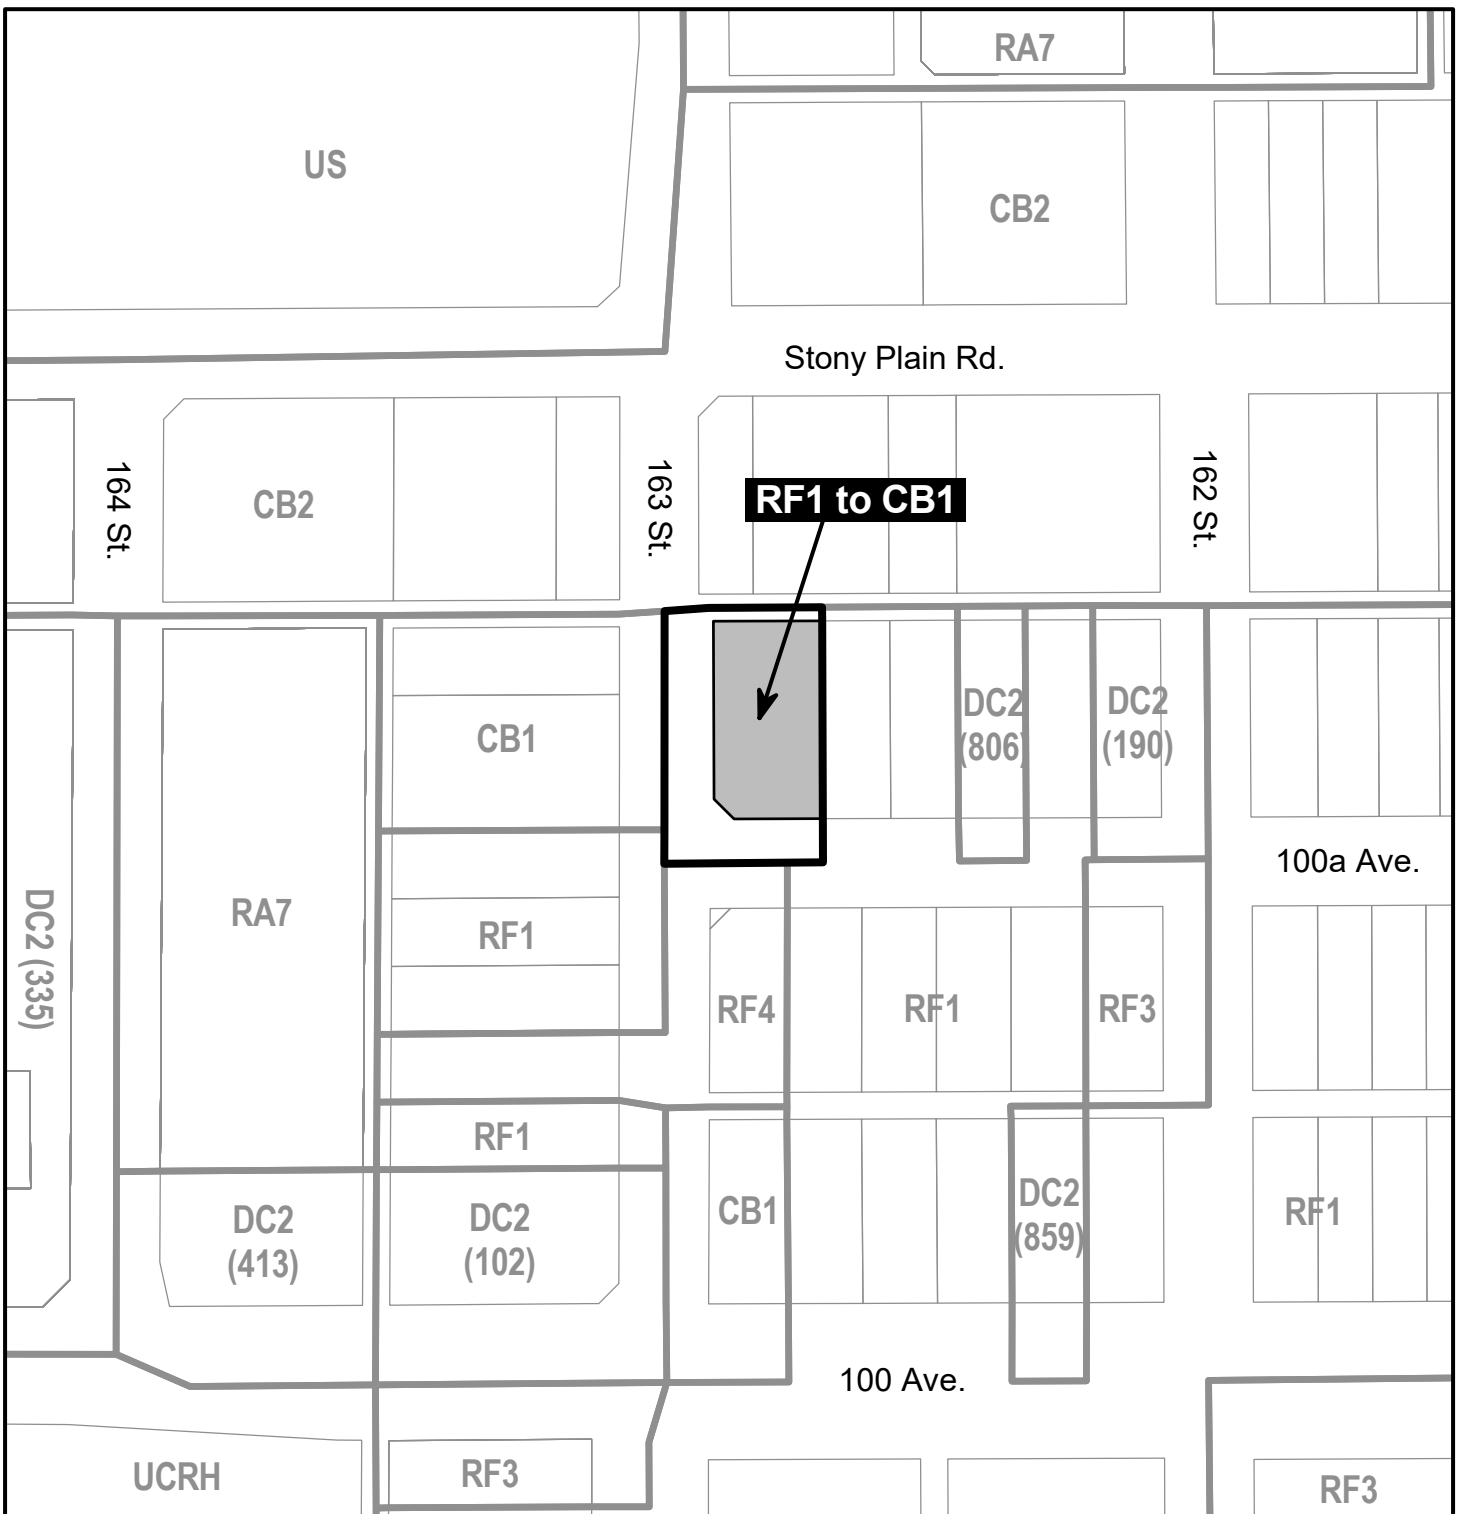 RA7
US
CB2
Stony Plain Rd.
164 St.
CB2
163 St.
RF1 to CB1
162 St.
CB1
DC2
(806)
DC2
(190)
100a Ave.
DC2 (335)
RA7
RF1
RF4
RF1
RF3
RF1
DC2
(413)
DC2
(102)
CB1
DC2
(859)
RF1
100 Ave.
UCRH
RF3
RF3